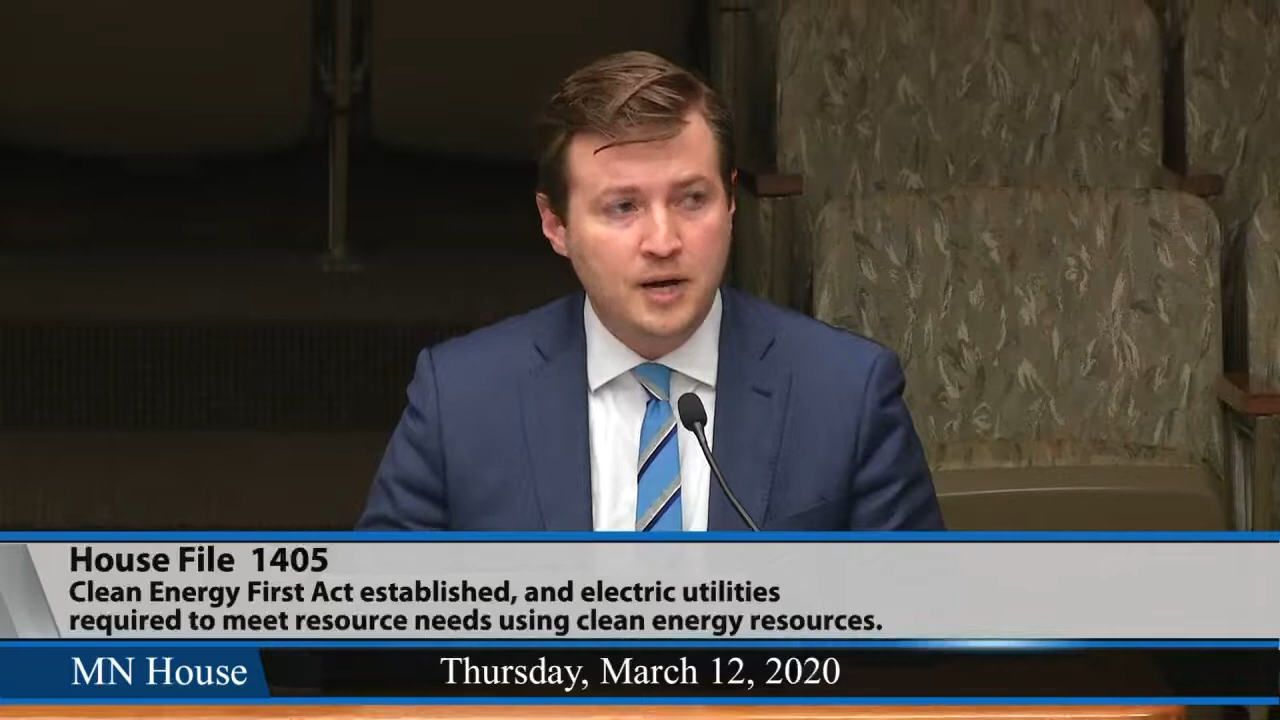 House File 1405
Clean Energy First Act established, and electric utilities
required to meet resource needs using clean energy resources.
MN House
Thursday, March 12, 2020